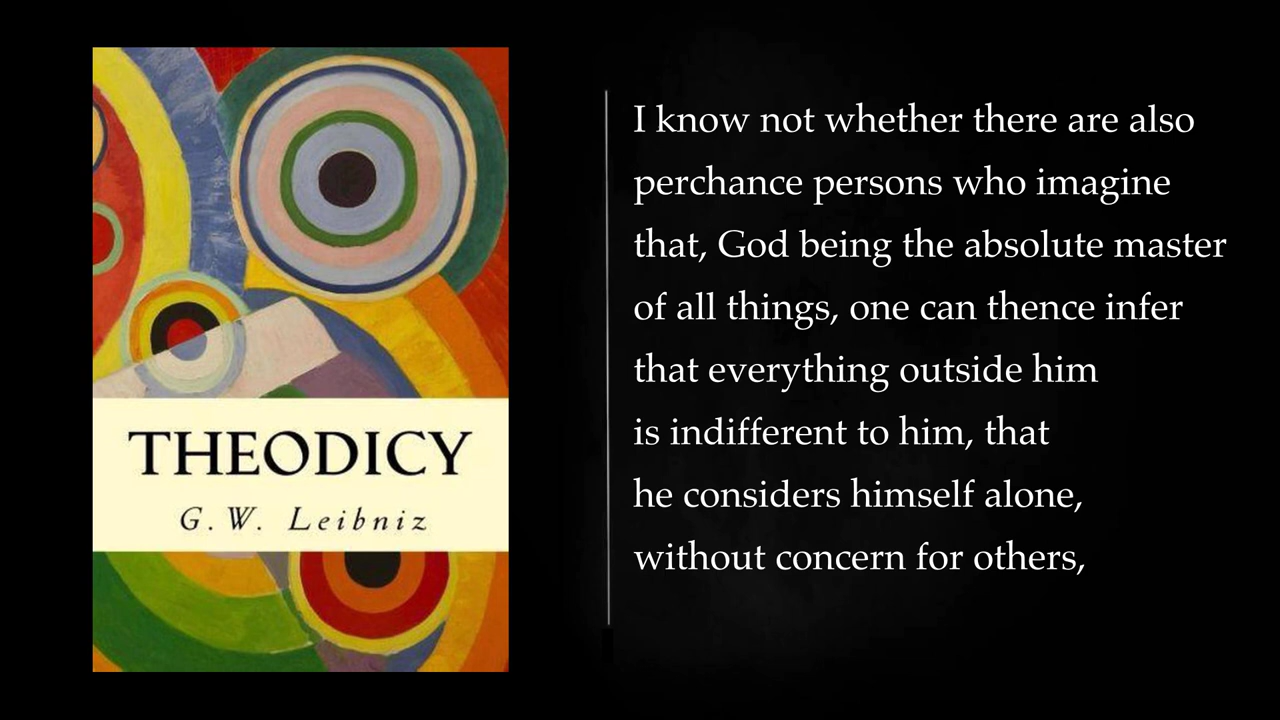 THEODICY
G. W. Leibniz
I know not whether there are also
perchance persons who imagine
that, God being the absolute master
of all things, one can thence infer
that everything outside him
is indifferent to him, that
he considers himself alone,
without concern for others,